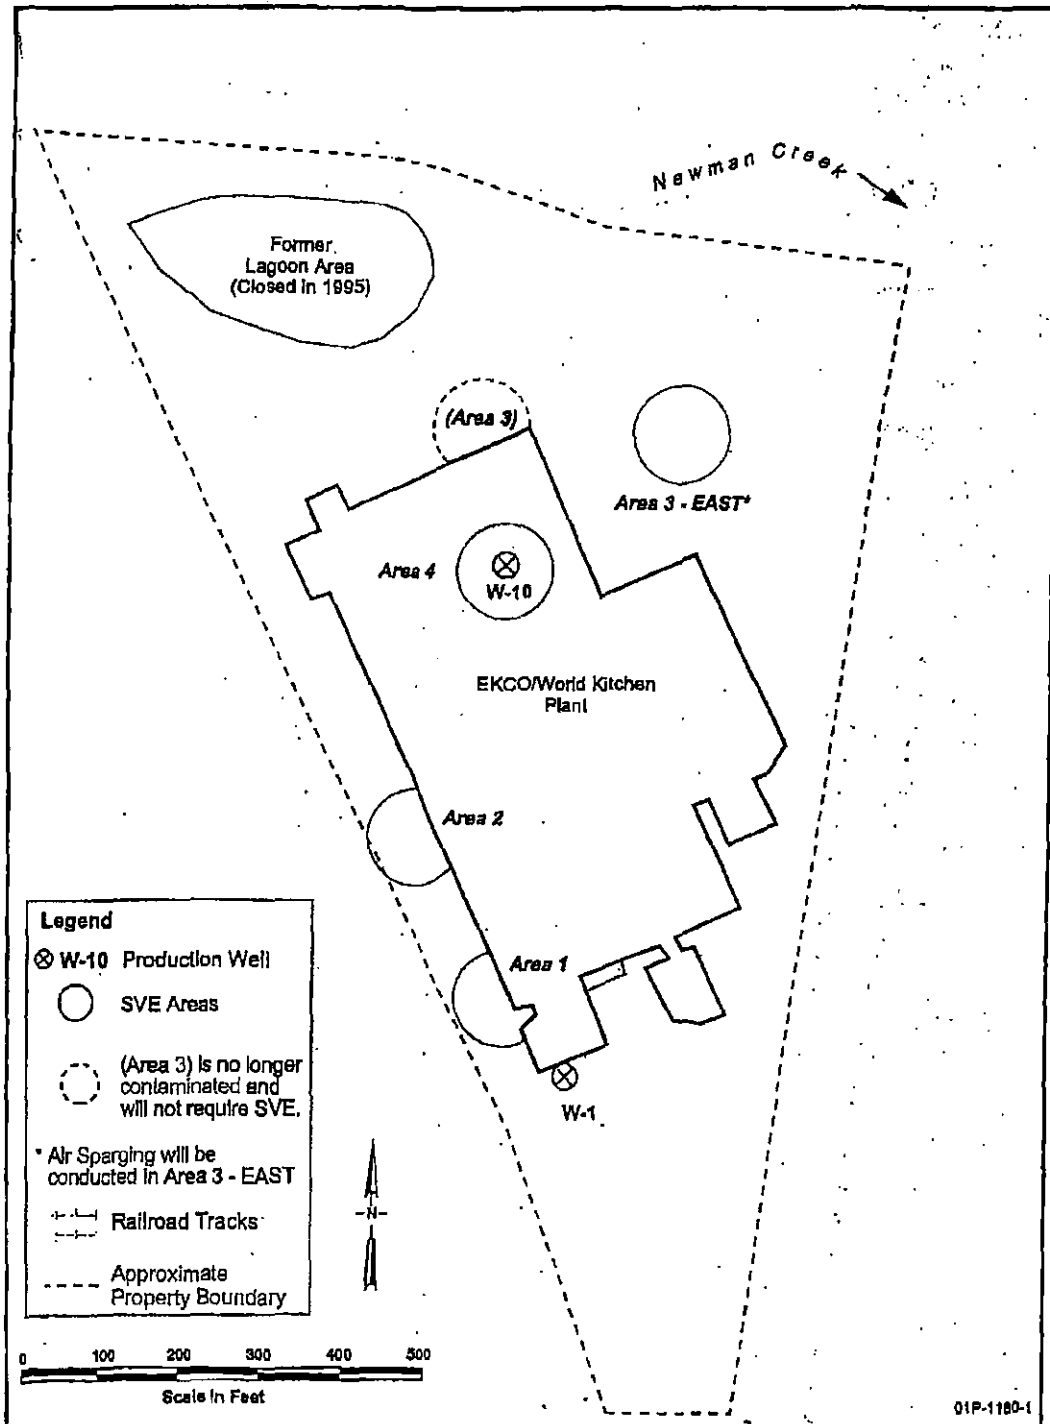 Newman Creek
Former
Lagoon Area
(Closed in 1995)
(Area 3)
Area 3 - EAST*
Area 4
W-10
EKCO/World Kitchen
Plant
Area 2
Area 1
W-1
Legend
W-10 Production Well
SVE Areas
(Area 3) is no longer
contaminated and
will not require SVE.
* Air Sparging will be
conducted in Area 3 - EAST
Railroad Tracks
Approximate
Property Boundary
N
0 100 200 300 400 500
Scale in Feet
01P-1180-1